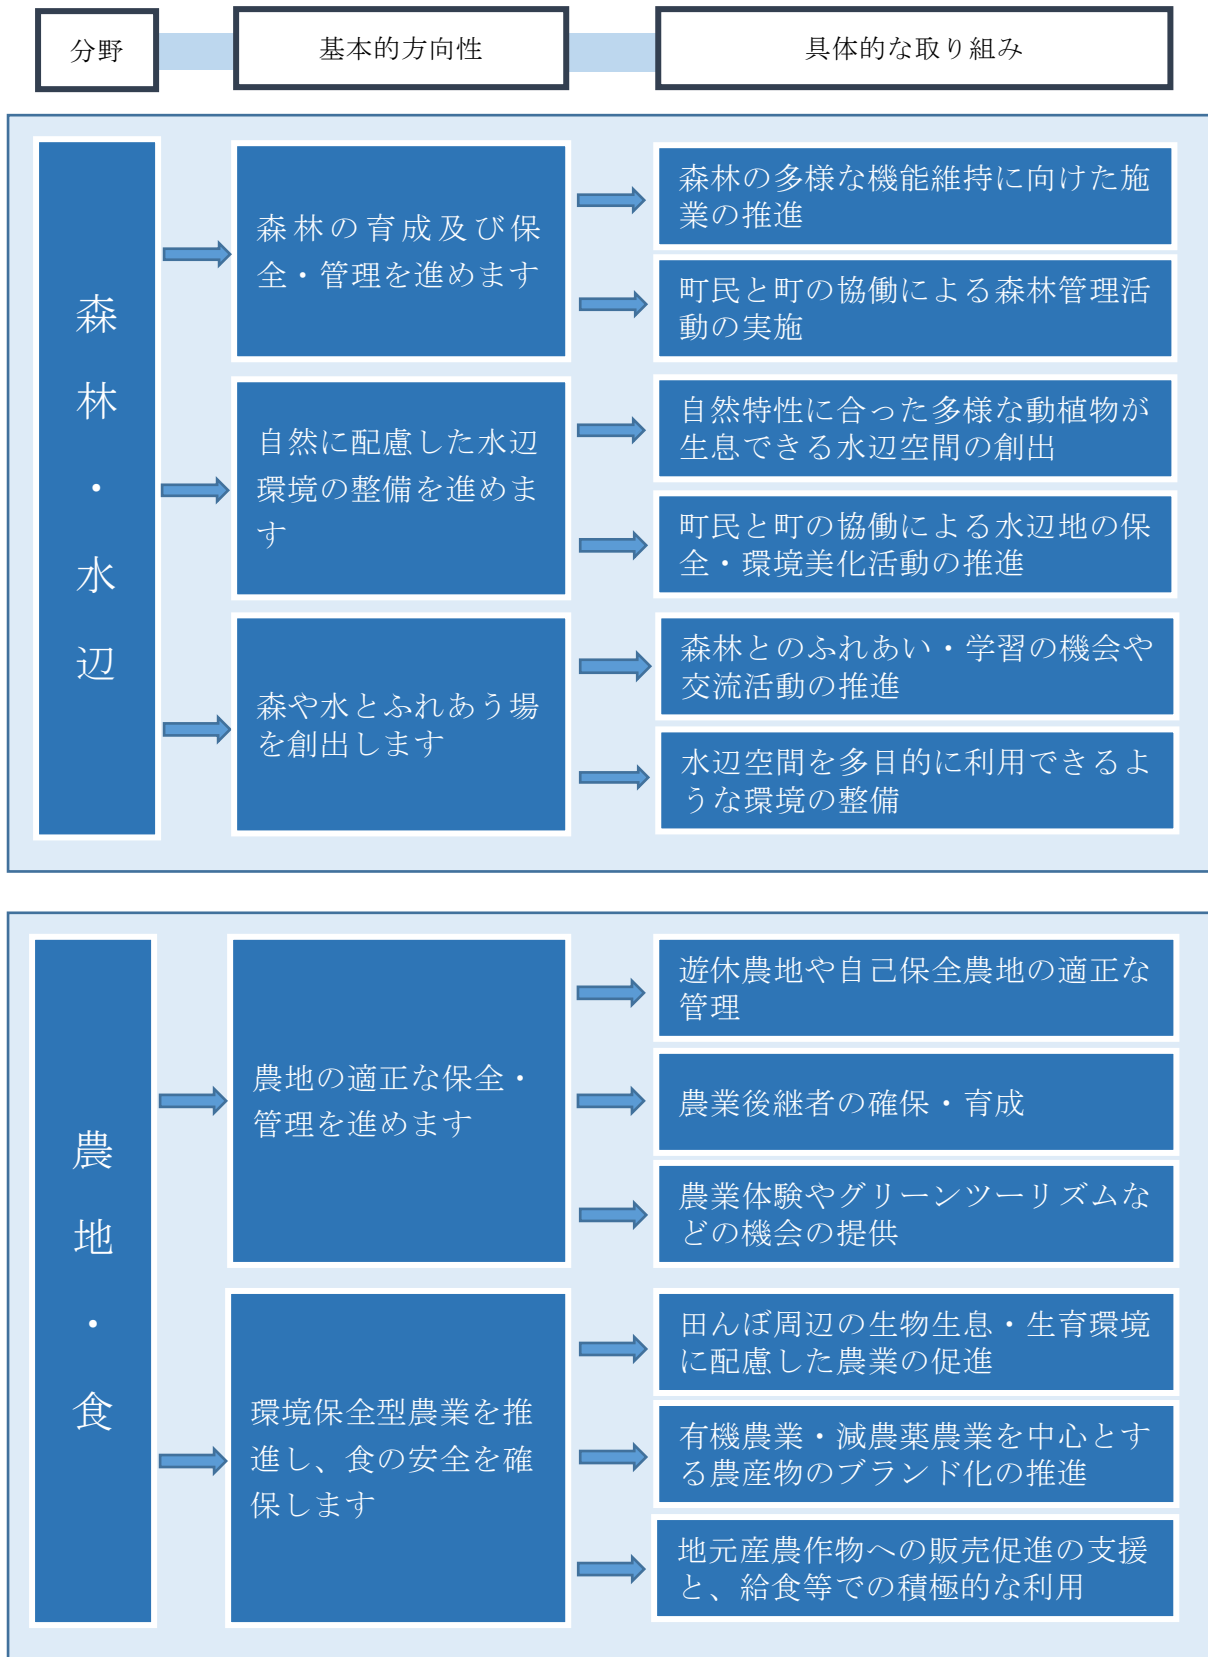 分野
基本的方向性
具体的な取り組み
森林・水辺
森林の育成及び保
全・管理を進めます
森林の多様な機能維持に向けた施
業の推進
町民と町の協働による森林管理活
動の実施
自然に配慮した水辺
環境の整備を進めま
す
自然特性に合った多様な動植物が
生息できる水辺空間の創出
町民と町の協働による水辺地の保
全・環境美化活動の推進
森や水とふれあう場
を創出します
森林とのふれあい・学習の機会や
交流活動の推進
水辺空間を多目的に利用できるよ
うな環境の整備
農地・食
農地の適正な保全・
管理を進めます
遊休農地や自己保全農地の適正な
管理
農業後継者の確保・育成
農業体験やグリーンツーリズムな
どの機会の提供
環境保全型農業を推
進し、食の安全を確
保します
田んぼ周辺の生物生息・生育環境
に配慮した農業の促進
有機農業・減農薬農業を中心とす
る農産物のブランド化の推進
地元産農作物への販売促進の支援
と、給食等での積極的な利用